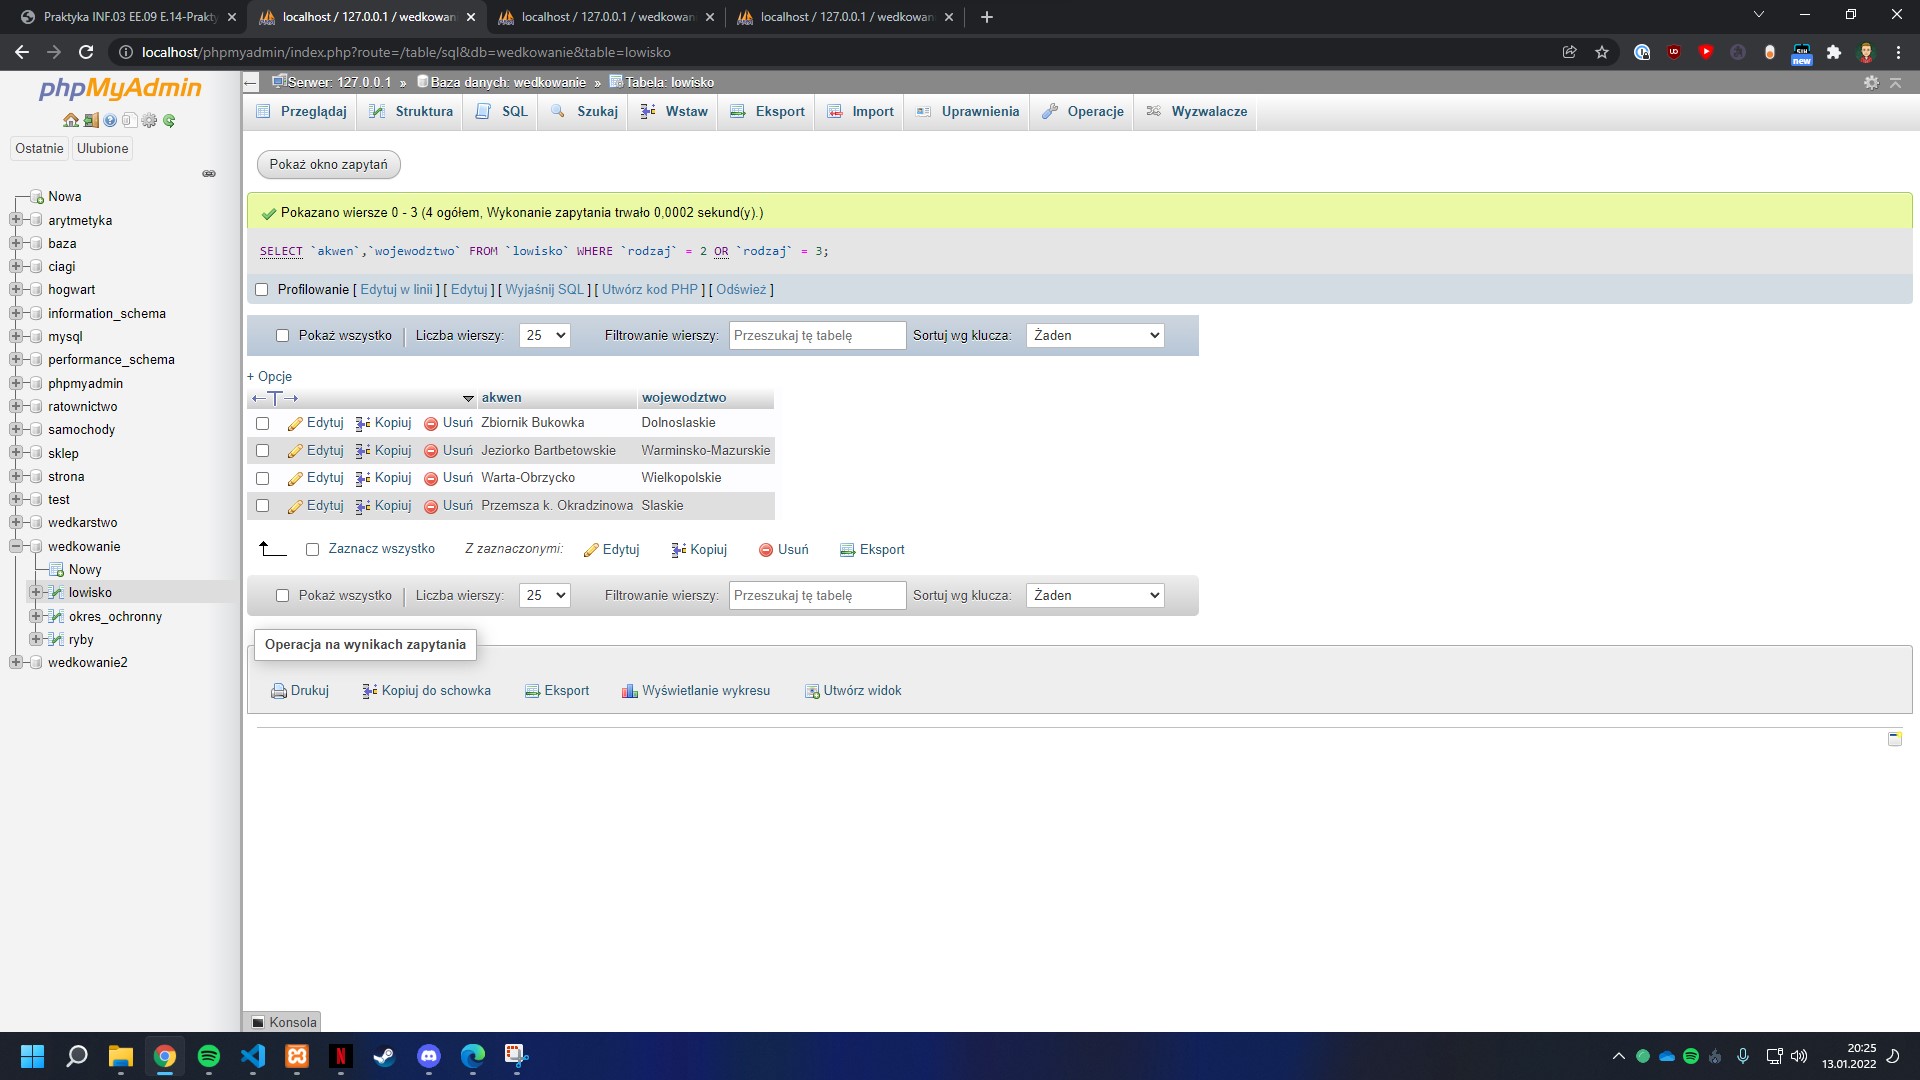 Praktyka INF.03 EE.09 E.14-Prakty
localhost / 127.0.0.1 / wedkowan
localhost / 127.0.0.1 / wedkowan
localhost / 127.0.0.1 / wedkowan
localhost/phpmyadmin/index.php?route=/table/sql&db=wedkowanie&table=lowisko
new
phpMyAdmin
Ostatnie
Ulubione
Nowa
arytmetyka
baza
ciagi
hogwart
information_schema
mysql
performance_schema
phpmyadmin
ratownictwo
samochody
sklep
strona
test
wedkarstwo
wedkowanie
Nowy
lowisko
okres_ochronny
ryby
wedkowanie2
Serwer: 127.0.0.1 » Baza danych: wedkowanie » Tabela: lowisko
Przeglądaj Struktura SQL Szukaj Wstaw Eksport Import Uprawnienia Operacje Wyzwalacze
Pokaż okno zapytań
Pokazano wiersze 0 - 3 (4 ogółem, Wykonanie zapytania trwało 0,0002 sekund(y).)
SELECT `akwen`,`wojewodztwo` FROM `lowisko` WHERE `rodzaj` = 2 OR `rodzaj` = 3;
Profilowanie [ Edytuj w linii ] [ Edytuj ] [ Wyjaśnij SQL ] [ Utwórz kod PHP ] [ Odśwież ]
Pokaż wszystko Liczba wierszy: 25 Filtrowanie wierszy: Przeszukaj tę tabelę Sortuj wg klucza: Żaden
+ Opcje
←T→ akwen wojewodztwo
Edytuj Kopiuj Usuń Zbiornik Bukowka Dolnoslaskie
Edytuj Kopiuj Usuń Jeziorko Bartbetowskie Warminsko-Mazurskie
Edytuj Kopiuj Usuń Warta-Obrzycko Wielkopolskie
Edytuj Kopiuj Usuń Przemsza k. Okradzinowa Slaskie
Zaznacz wszystko Z zaznaczonymi: Edytuj Kopiuj Usuń Eksport
Pokaż wszystko Liczba wierszy: 25 Filtrowanie wierszy: Przeszukaj tę tabelę Sortuj wg klucza: Żaden
Operacja na wynikach zapytania
Drukuj Kopiuj do schowka Eksport Wyświetlanie wykresu Utwórz widok
Konsola
20:25
13.01.2022